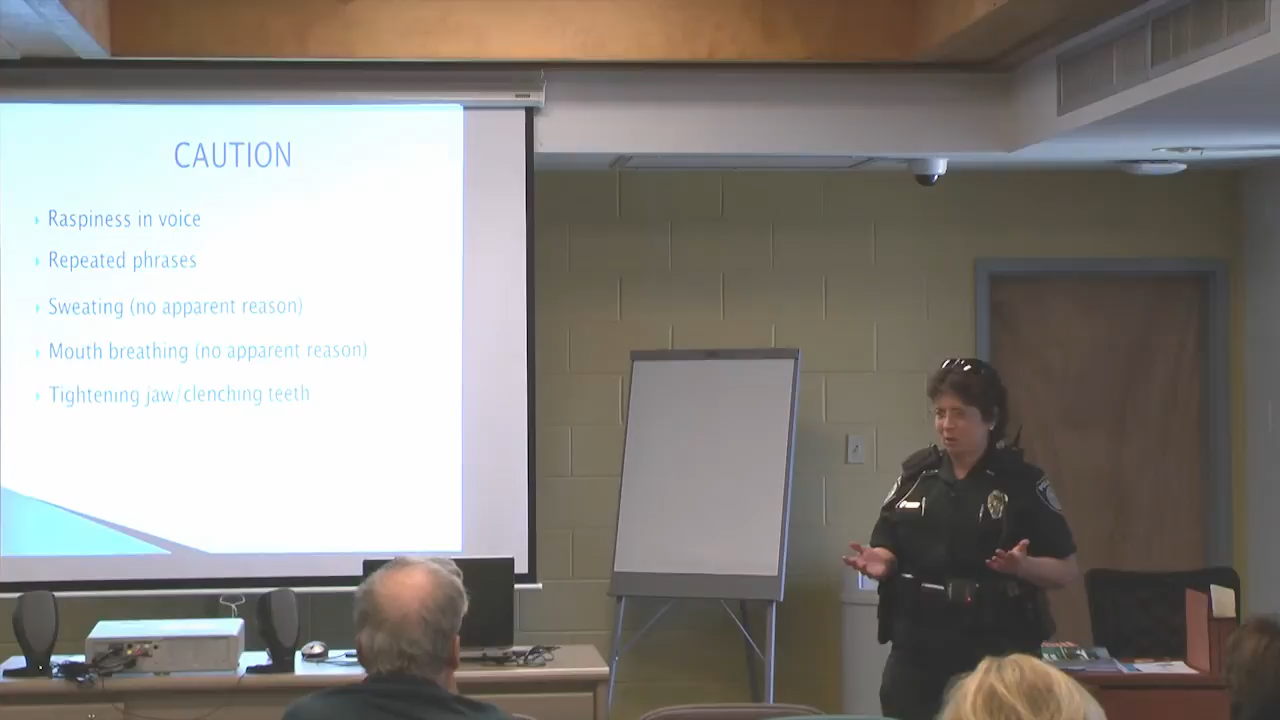 CAUTION
Raspiness in voice
Repeated phrases
Sweating (no apparent reason)
Mouth breathing (no apparent reason)
Tightening jaw/clenching teeth